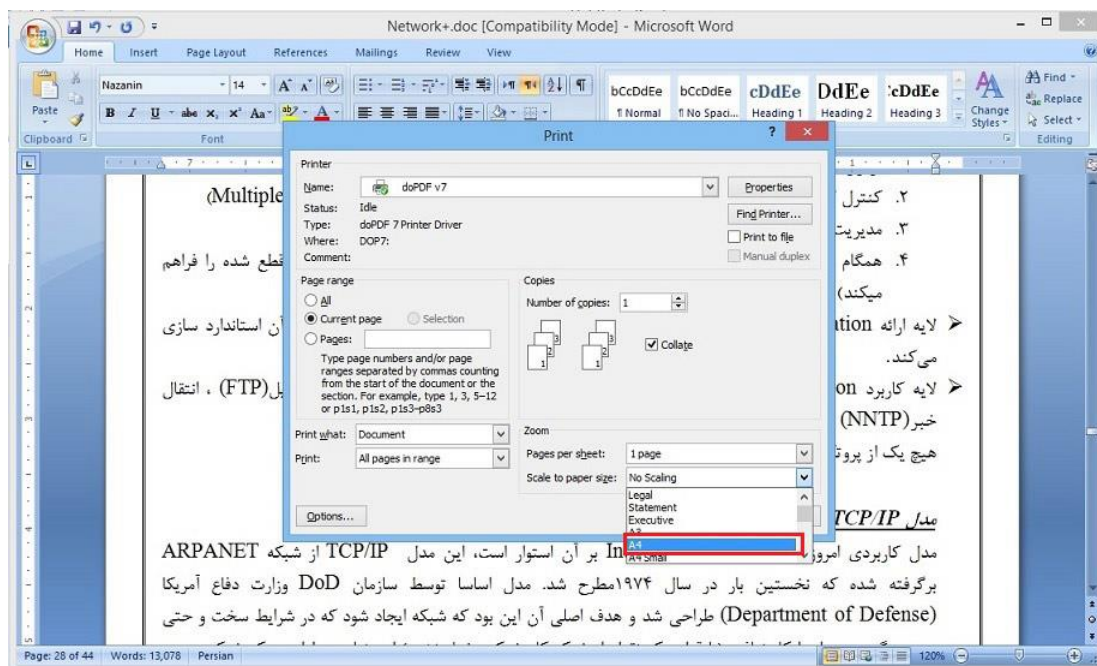 Network+.doc [Compatibility Mode] - Microsoft Word
Home Insert Page Layout References Mailings Review View
Paste
Clipboard
Nazanin 14
Font
bCcDdEe bCcDdEe cDdEe DdEe cDdEe
¶ Normal ¶ No Spaci... Heading 1 Heading 2 Heading 3
Change Styles
Find
Replace
Select
Editing
Print
Printer
Name: doPDF v7
Properties
Status: Idle
Find Printer...
Type: doPDF 7 Printer Driver
Where: DOP7:
Print to file
Comment:
Manual duplex
Page range
All
Current page Selection
Pages:
Type page numbers and/or page
ranges separated by commas counting
from the start of the document or the
section. For example, type 1, 3, 5–12
or p1s1, p1s2, p1s3–p8s3
Copies
Number of copies: 1
Collate
Print what: Document
Print: All pages in range
Zoom
Pages per sheet: 1 page
Scale to paper size: No Scaling
Legal
Statement
Executive
A3
A4
A4 Small
Options...
۲. کنترل
(Multiple
۳. مدیریت
۴. همگام
قطع شده را فراهم
میکند)
لایه ارائه
ation
آن استاندارد سازی
می‌کند.
لایه کاربرد
on
(FTP) ، انتقال
خبر(NNTP)
هیچ یک از
مدل TCP/IP
مدل کاربردی
In
بر آن استوار است، این مدل TCP/IP از شبکه ARPANET
برگرفته شده که نخستین بار در سال ۱۹۷۴مطرح شد. مدل اساسا توسط سازمان DoD وزارت دفاع آمریکا
(Department of Defense) طراحی شد و هدف اصلی آن این بود که شبکه ایجاد شود که در شرایط سخت و حتی
Page: 28 of 44 Words: 13,078 Persian 120%